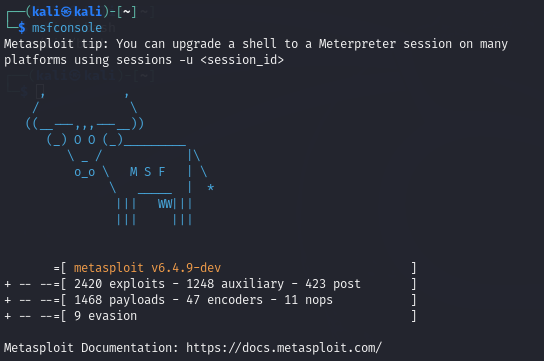 ┌──(kali㉿kali)-[~]
└─$ msfconsole
Metasploit tip: You can upgrade a shell to a Meterpreter session on many
platforms using sessions -u <session_id>
M S F
=[ metasploit v6.4.9-dev ]
+ -- --=[ 2420 exploits - 1248 auxiliary - 423 post ]
+ -- --=[ 1468 payloads - 47 encoders - 11 nops ]
+ -- --=[ 9 evasion ]
Metasploit Documentation: https://docs.metasploit.com/